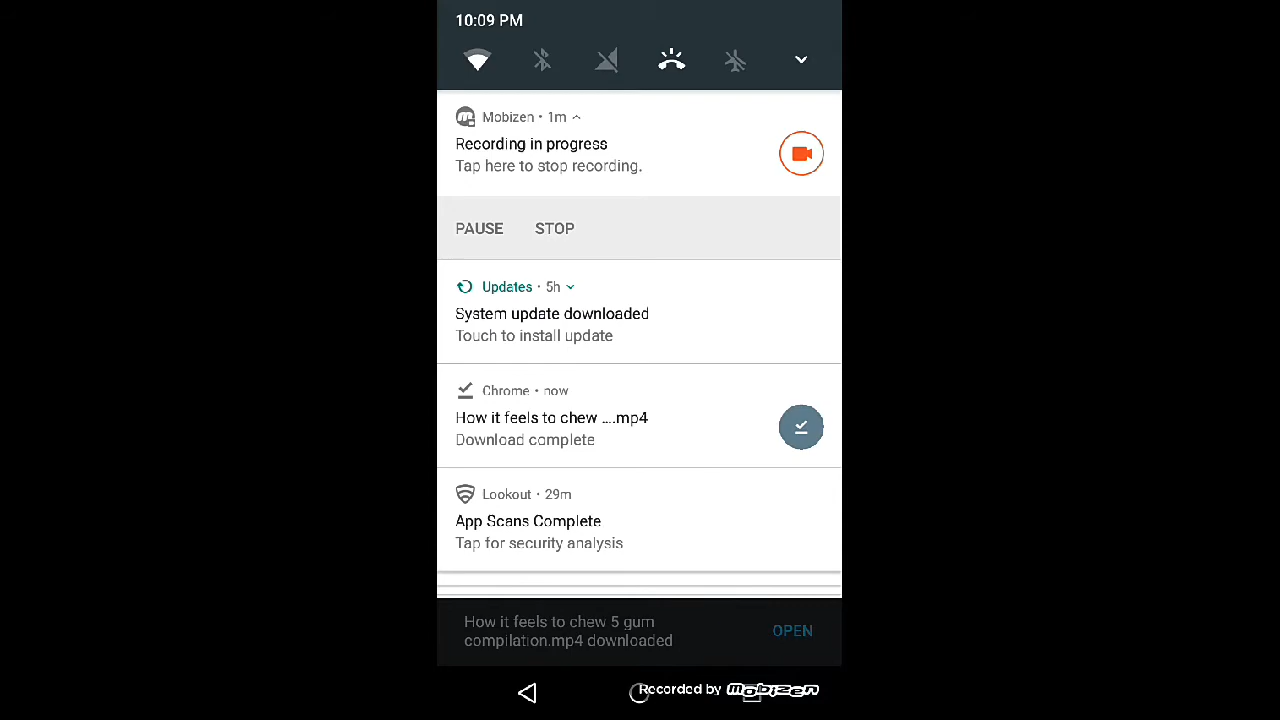 10:09 PM
Mobizen • 1m
Recording in progress
Tap here to stop recording.
PAUSE STOP
Updates • 5h
System update downloaded
Touch to install update
Chrome • now
How it feels to chew ....mp4
Download complete
Lookout • 29m
App Scans Complete
Tap for security analysis
How it feels to chew 5 gum
compilation.mp4 downloaded
OPEN
Recorded by mobizen